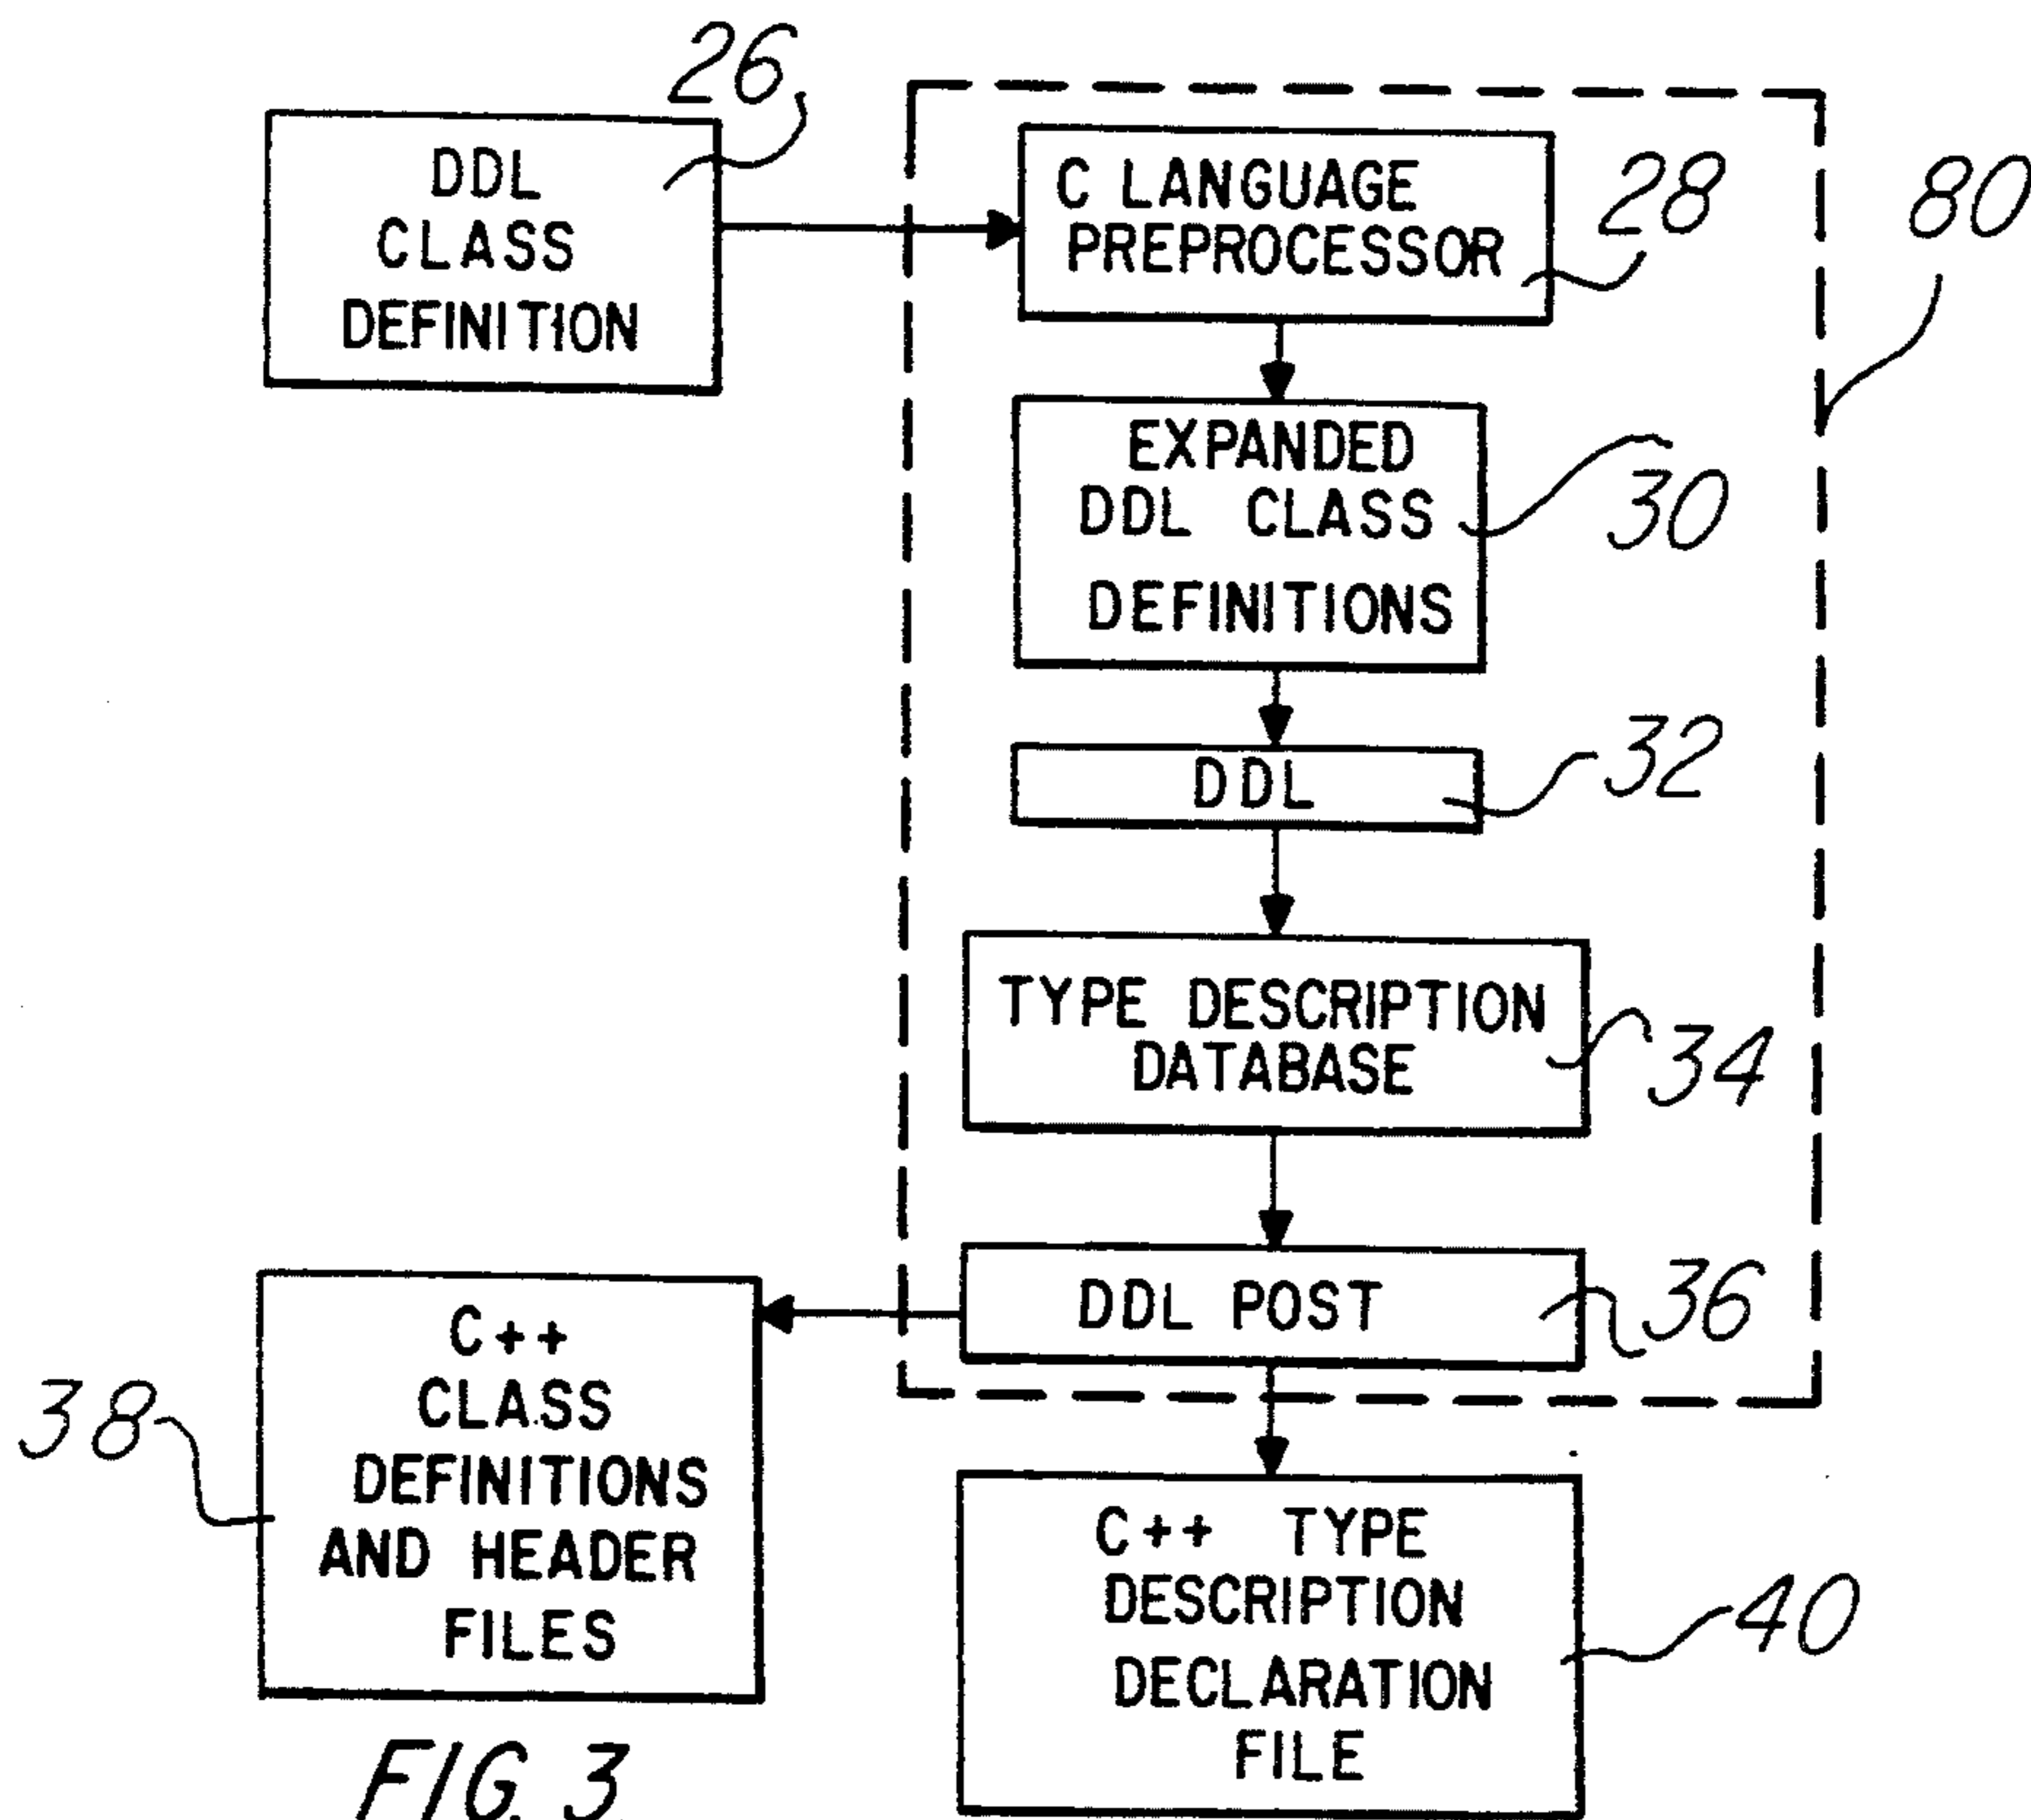 26
DDL
CLASS
DEFINITION
C LANGUAGE
PREPROCESSOR
28
80
EXPANDED
DDL CLASS
DEFINITIONS
30
DDL
32
TYPE DESCRIPTION
DATABASE
34
DDL POST
36
C++
CLASS
DEFINITIONS
AND HEADER
FILES
38
C++ TYPE
DESCRIPTION
DECLARATION
FILE
40
FIG. 3